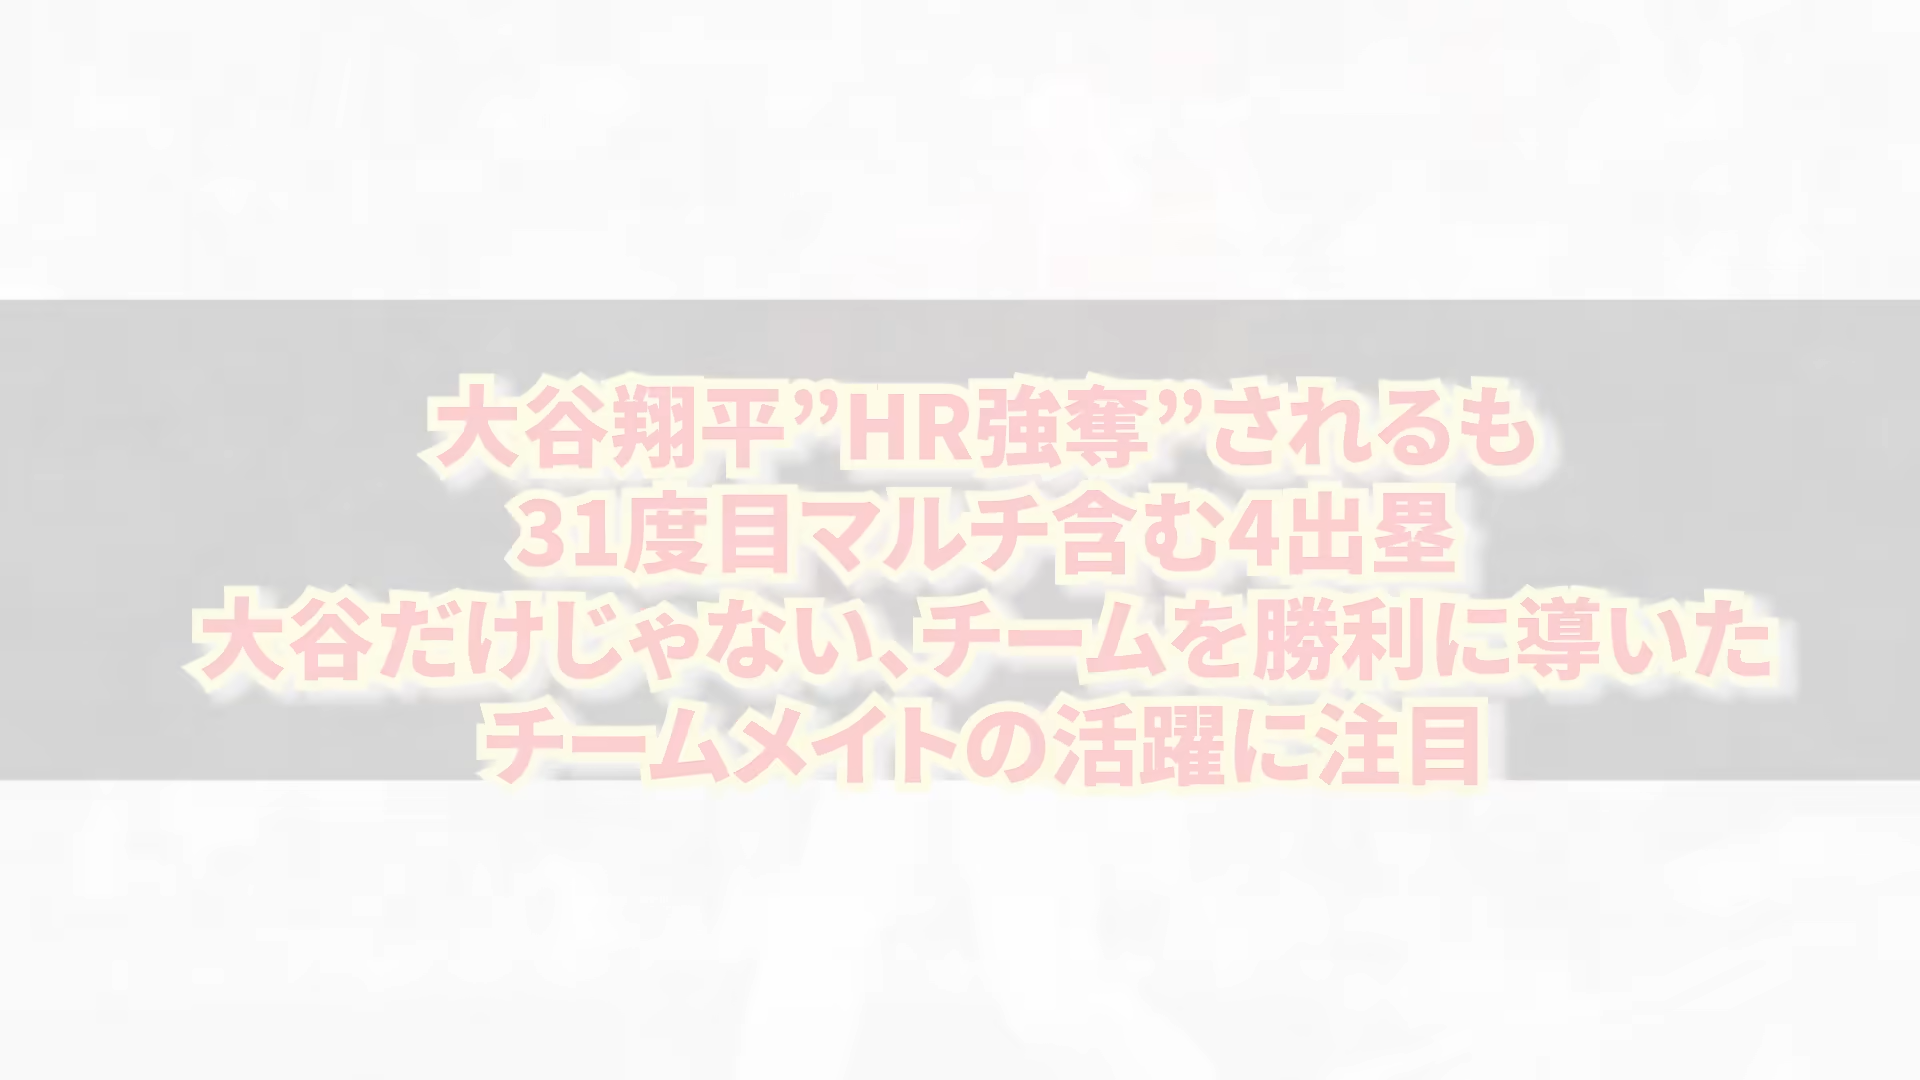 大谷翔平”HR強奪”されるも
31度目マルチ含む4出塁
大谷だけじゃない、チームを勝利に導いた
チームメイトの活躍に注目